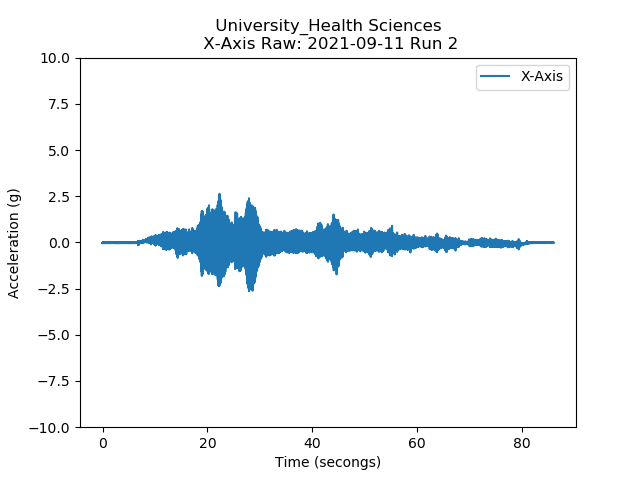 University_Health Sciences
X-Axis Raw: 2021-09-11 Run 2
X-Axis
10.0
7.5
5.0
2.5
0.0
−2.5
−5.0
−7.5
−10.0
Acceleration (g)
0 20 40 60 80
Time (secongs)